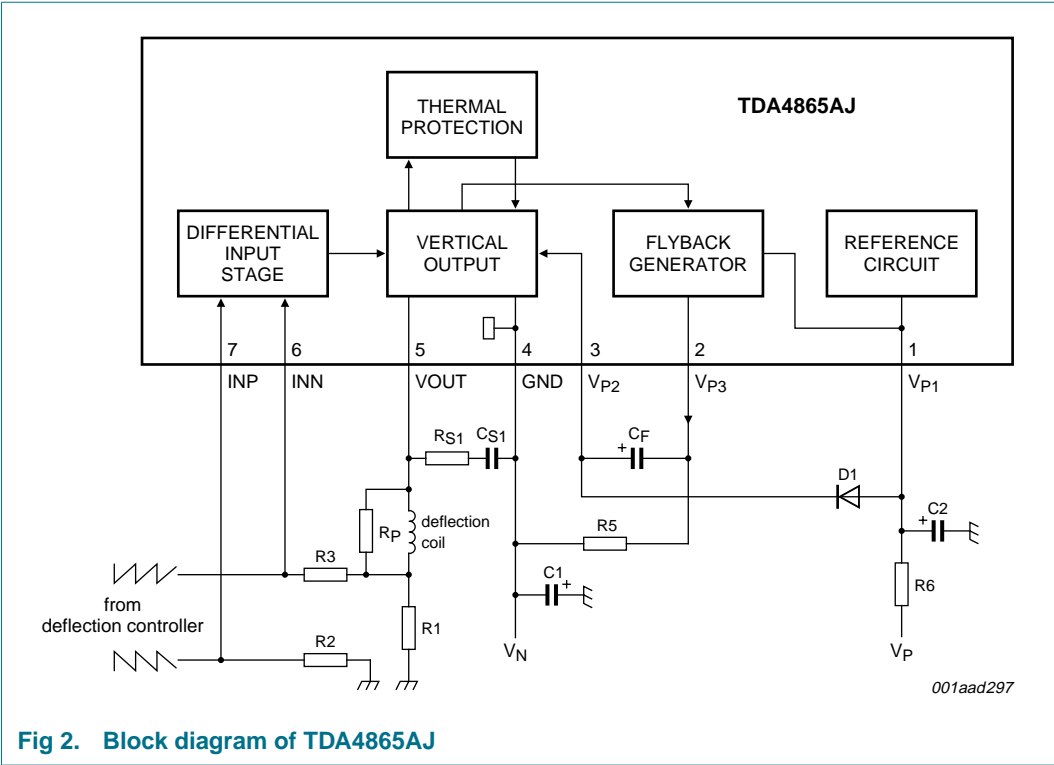 TDA4865AJ
THERMAL
PROTECTION
DIFFERENTIAL
INPUT
STAGE
VERTICAL
OUTPUT
FLYBACK
GENERATOR
REFERENCE
CIRCUIT
7
6
5
4
3
2
1
INP
INN
VOUT
GND
VP2
VP3
VP1
RS1
CS1
+
CF
D1
RP
deflection
coil
R5
+
C2
R3
C1
+
R6
from
deflection controller
R1
R2
VN
VP
001aad297
Fig 2. Block diagram of TDA4865AJ